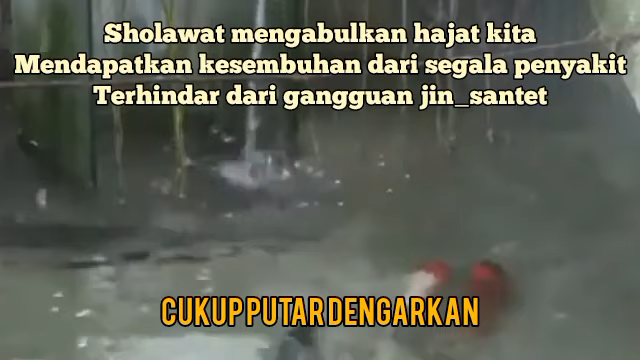 Sholawat mengabulkan hajat kita
Mendapatkan kesembuhan dari segala penyakit
Terhindar dari gangguan jin_santet
CUKUP PUTAR DENGARKAN